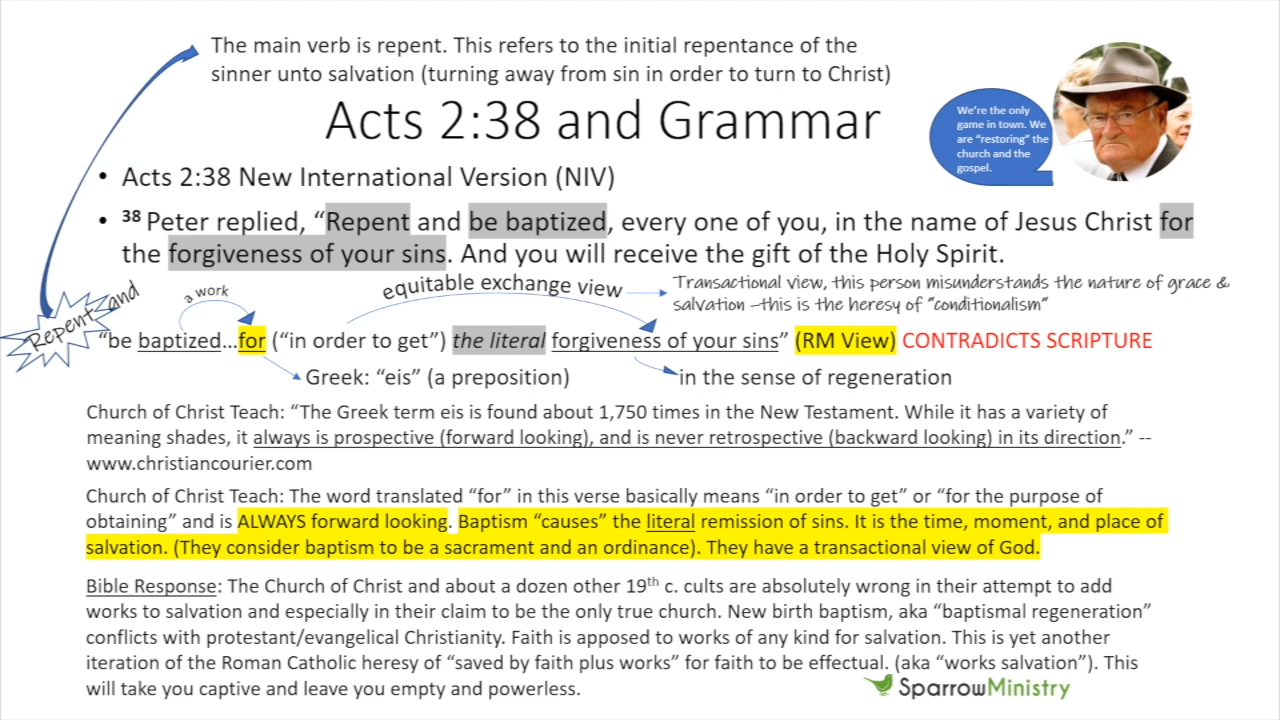 The main verb is repent. This refers to the initial repentance of the
sinner unto salvation (turning away from sin in order to turn to Christ)
Acts 2:38 and Grammar
We're the only
game in town. We
are "restoring" the
church and the
gospel.
• Acts 2:38 New International Version (NIV)
• 38 Peter replied, "Repent and be baptized, every one of you, in the name of Jesus Christ for
the forgiveness of your sins. And you will receive the gift of the Holy Spirit.
Repent and
a work
equitable exchange view
Transactional view, this person misunderstands the nature of grace &
salvation –this is the heresy of "conditionalism"
"be baptized…for ("in order to get") the literal forgiveness of your sins" (RM View) CONTRADICTS SCRIPTURE
Greek: "eis" (a preposition)
in the sense of regeneration
Church of Christ Teach: "The Greek term eis is found about 1,750 times in the New Testament. While it has a variety of
meaning shades, it always is prospective (forward looking), and is never retrospective (backward looking) in its direction." --
www.christiancourier.com
Church of Christ Teach: The word translated "for" in this verse basically means "in order to get" or "for the purpose of
obtaining" and is ALWAYS forward looking. Baptism "causes" the literal remission of sins. It is the time, moment, and place of
salvation. (They consider baptism to be a sacrament and an ordinance). They have a transactional view of God.
Bible Response: The Church of Christ and about a dozen other 19th c. cults are absolutely wrong in their attempt to add
works to salvation and especially in their claim to be the only true church. New birth baptism, aka "baptismal regeneration"
conflicts with protestant/evangelical Christianity. Faith is apposed to works of any kind for salvation. This is yet another
iteration of the Roman Catholic heresy of "saved by faith plus works" for faith to be effectual. (aka "works salvation"). This
will take you captive and leave you empty and powerless.
SparrowMinistry